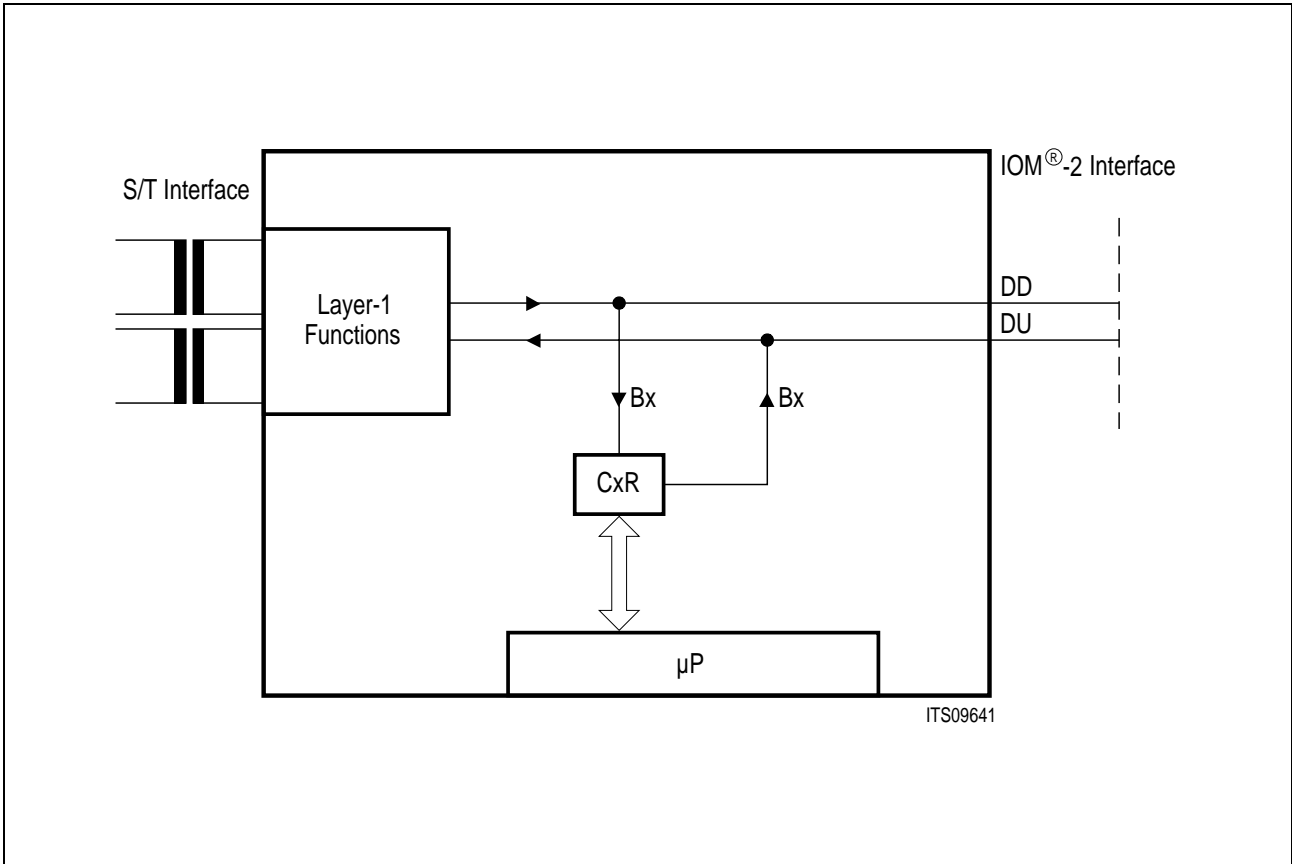 S/T Interface
IOM®-2 Interface
Layer-1
Functions
DD
DU
Bx
Bx
CxR
µP
ITS09641